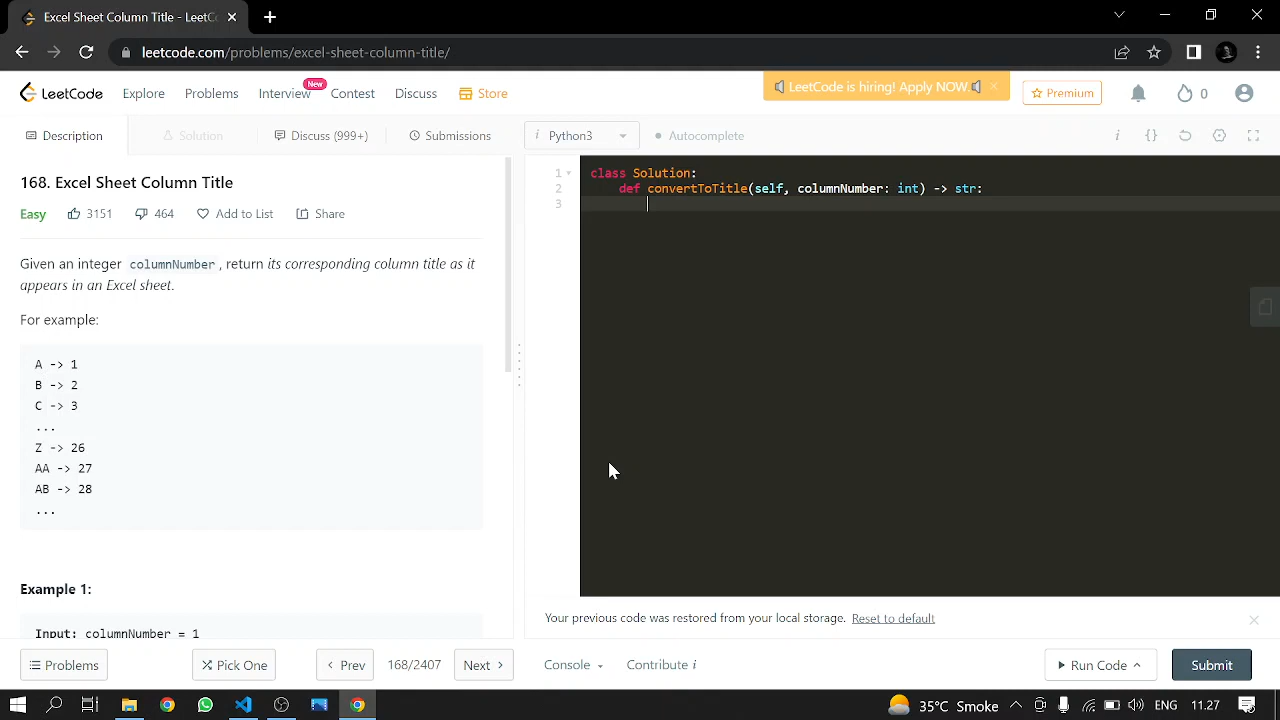 Excel Sheet Column Title - LeetC
leetcode.com/problems/excel-sheet-column-title/
LeetCode
Explore
Problems
Interview
New
Contest
Discuss
Store
LeetCode is hiring! Apply NOW.
Premium
0
Description
Solution
Discuss (999+)
Submissions
i Python3
Autocomplete
i
{}
168. Excel Sheet Column Title
Easy
3151
464
Add to List
Share
Given an integer columnNumber, return its corresponding column title as it
appears in an Excel sheet.
For example:
A -> 1
B -> 2
C -> 3
...
Z -> 26
AA -> 27
AB -> 28
...
Example 1:
Input: columnNumber = 1
1 class Solution:
2 def convertToTitle(self, columnNumber: int) -> str:
3
Your previous code was restored from your local storage. Reset to default
Problems
Pick One
Prev
168/2407
Next
Console
Contribute i
Run Code
Submit
35°C Smoke
ENG
11.27